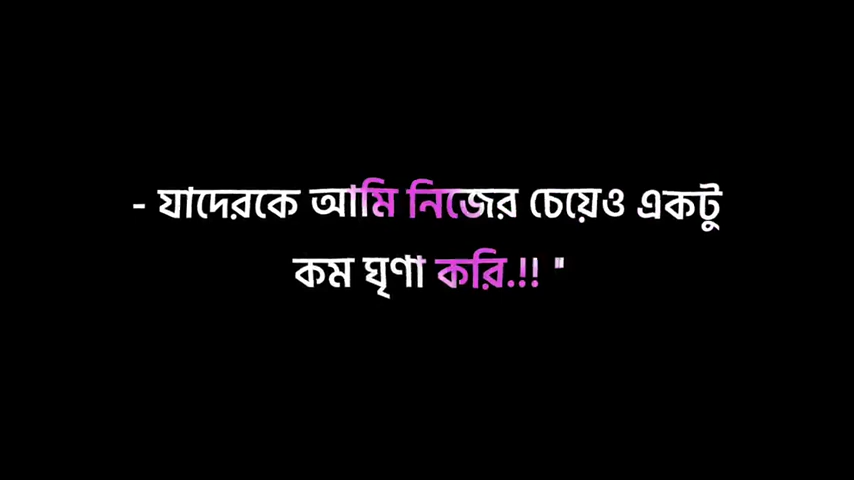 - যাদেরকে আমি নিজের চেয়েও একটু
কম ঘৃণা করি.!! "